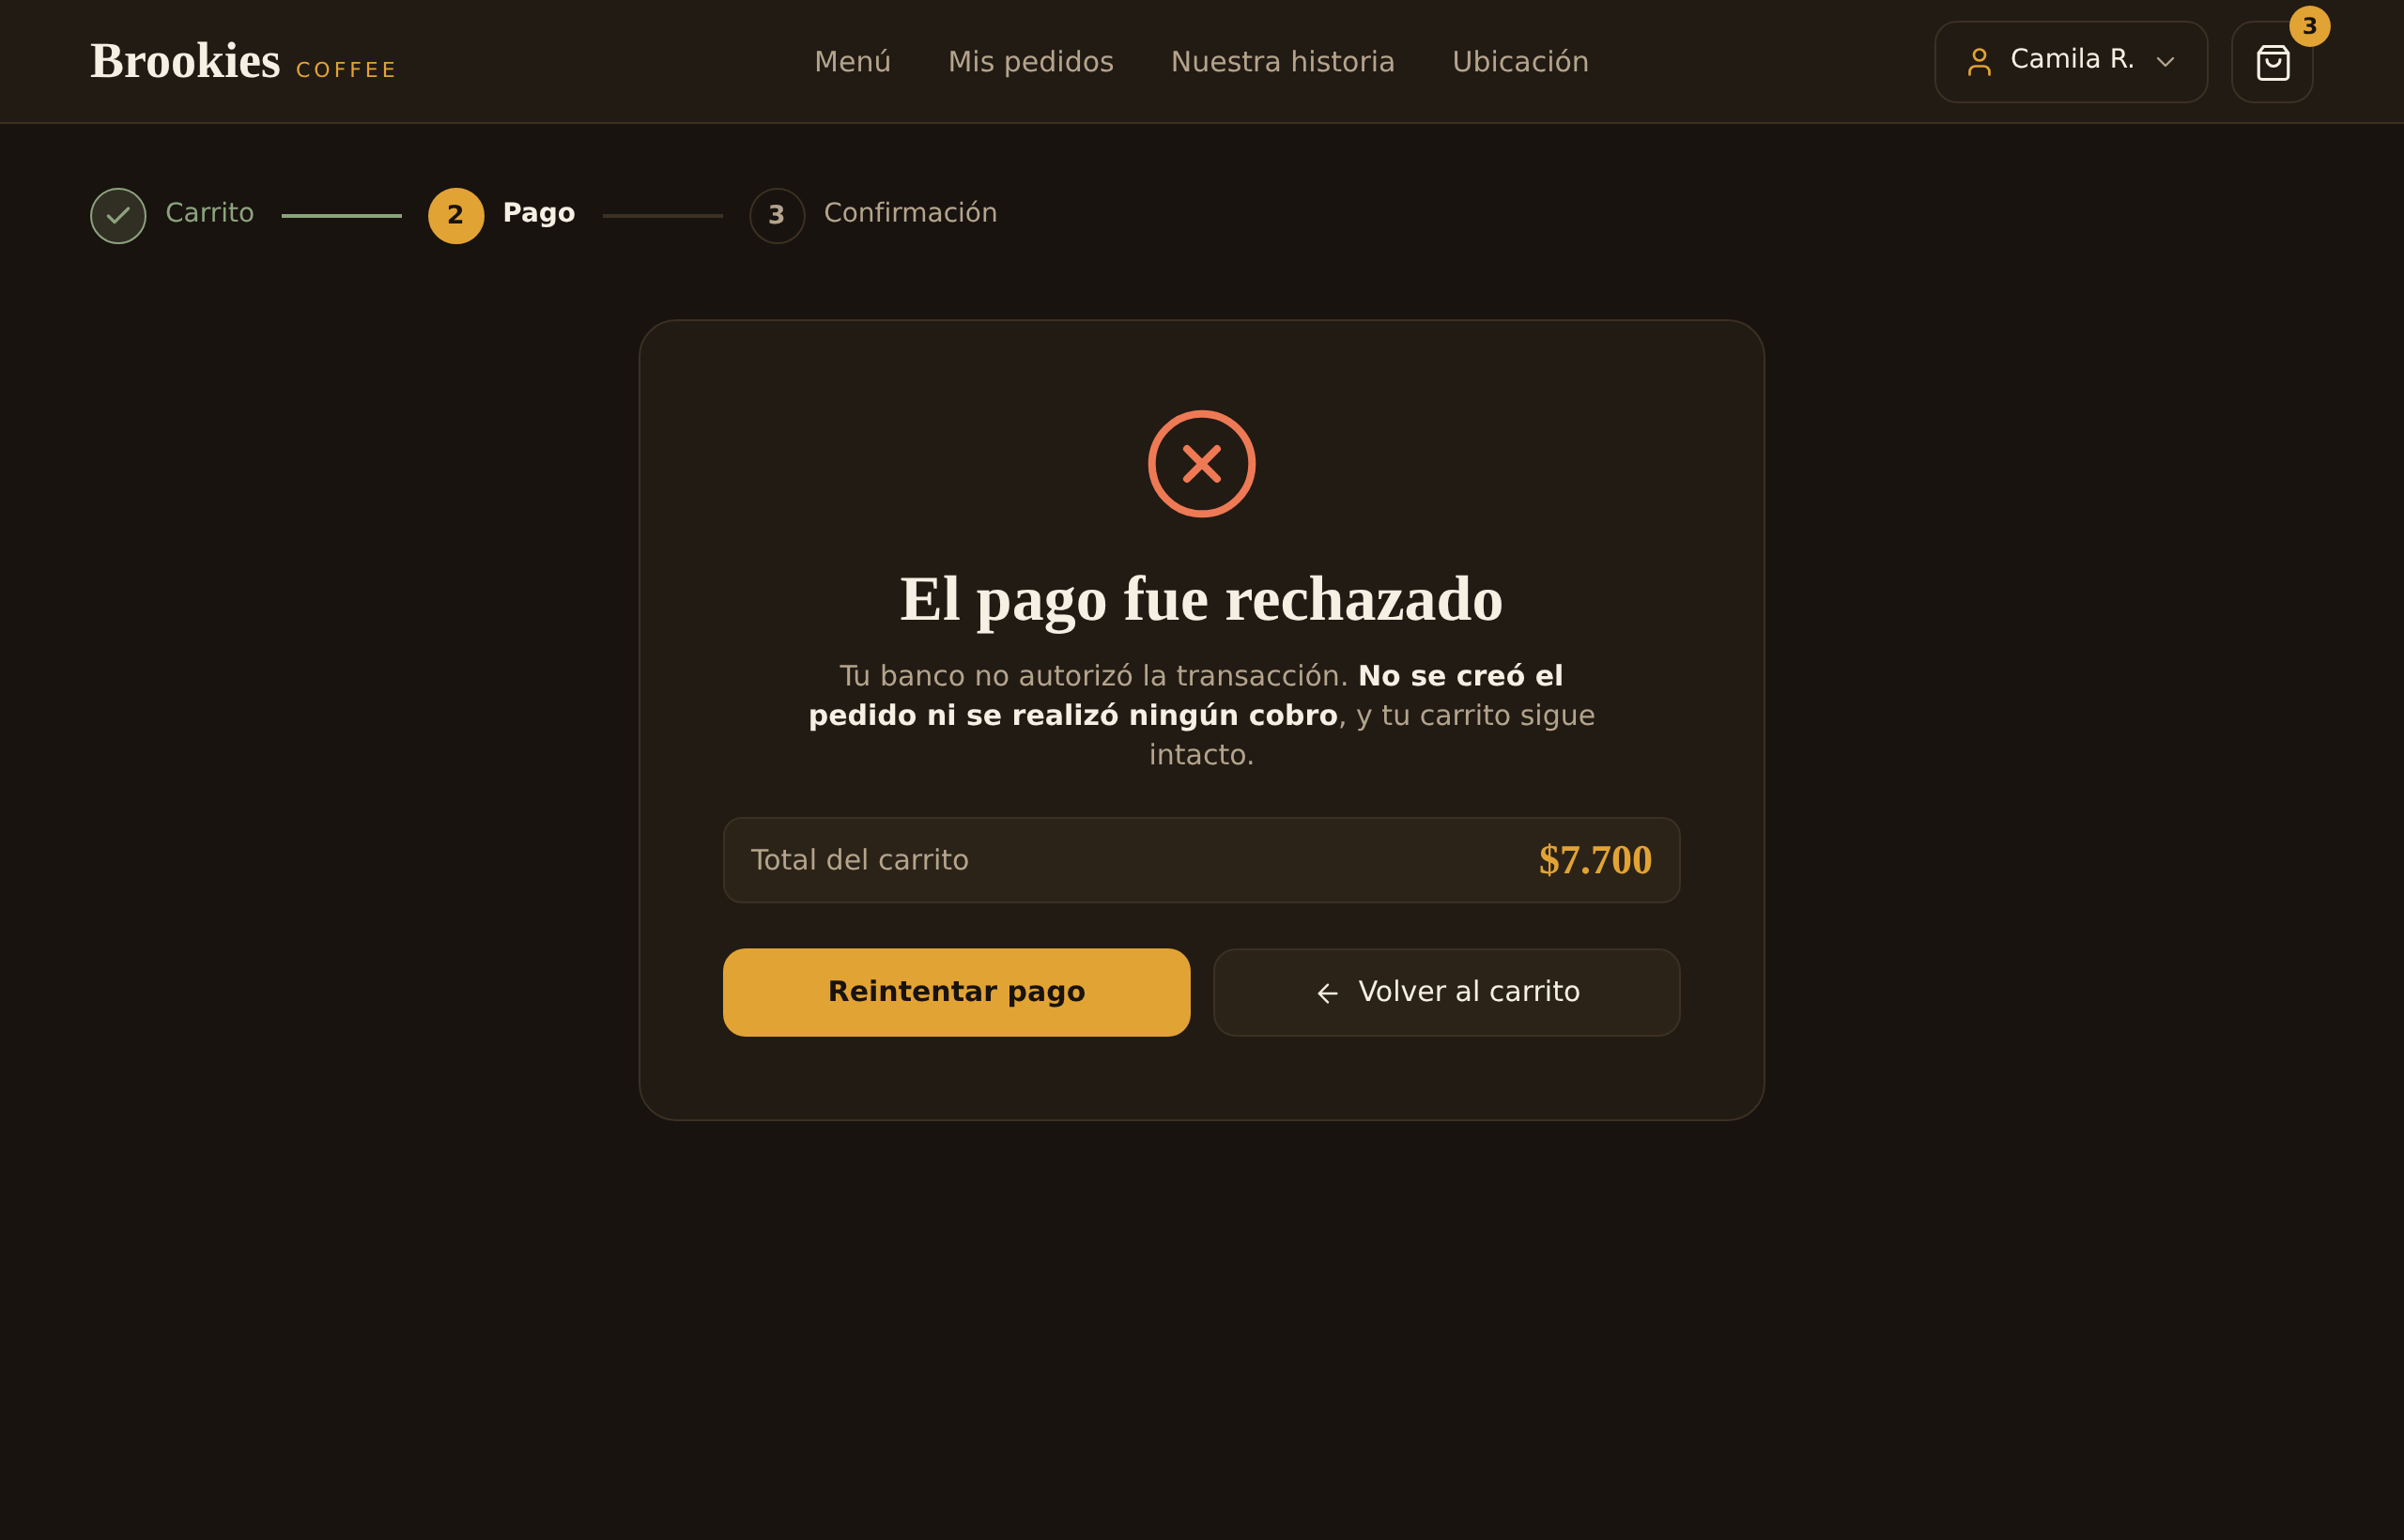 Brookies COFFEE
Menú
Mis pedidos
Nuestra historia
Ubicación
Camila R.
3
Carrito
2 Pago
3 Confirmación
El pago fue rechazado
Tu banco no autorizó la transacción. No se creó el
pedido ni se realizó ningún cobro, y tu carrito sigue
intacto.
Total del carrito $7.700
Reintentar pago
Volver al carrito